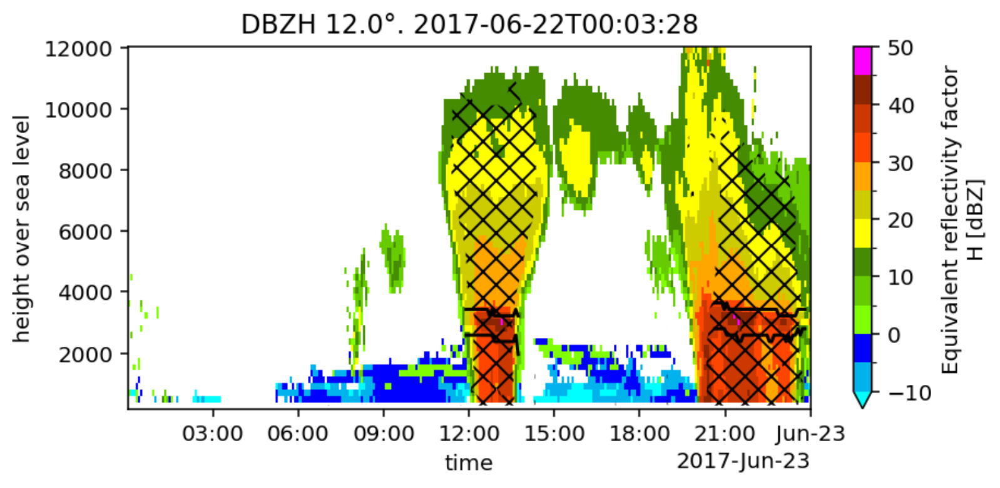 DBZH 12.0°. 2017-06-22T00:03:28
height over sea level
12000
10000
8000
6000
4000
2000
03:00
06:00
09:00
12:00
15:00
18:00
21:00
Jun-23
time
2017-Jun-23
50
40
30
20
10
0
−10
Equivalent reflectivity factor
H [dBZ]